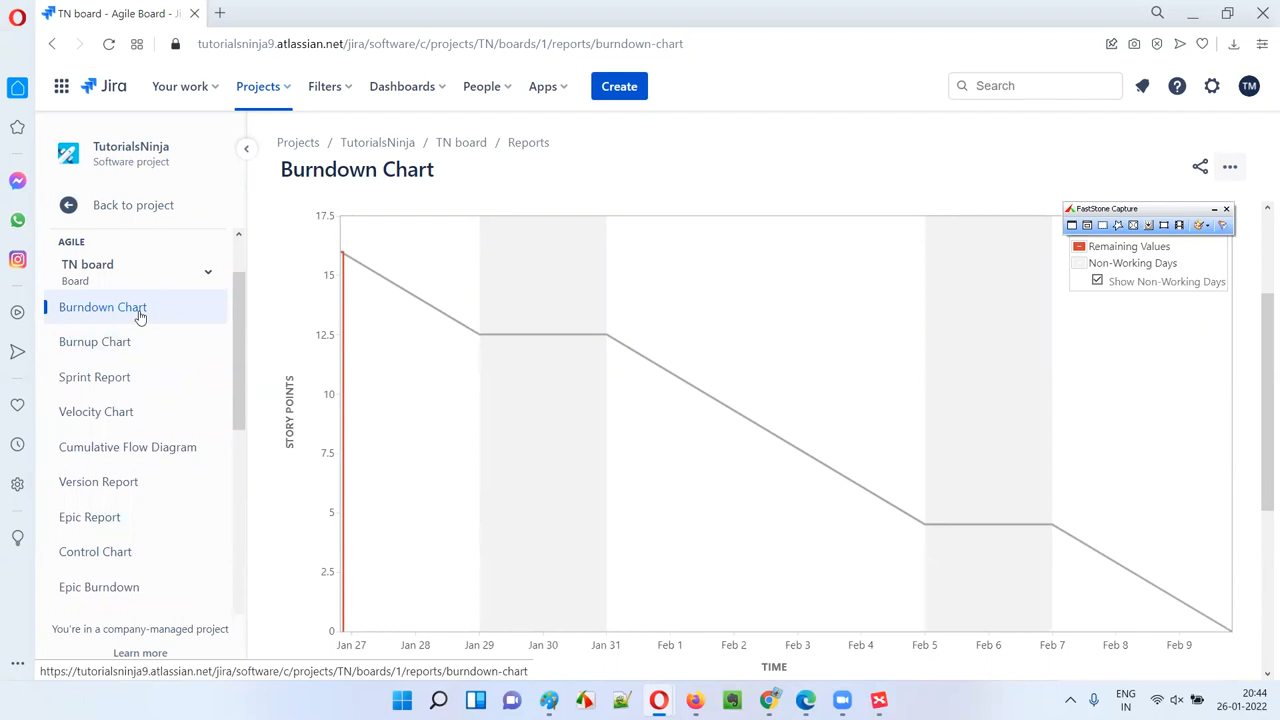 TN board - Agile Board - Ji
tutorialsninja9.atlassian.net/jira/software/c/projects/TN/boards/1/reports/burndown-chart
Jira
Your work
Projects
Filters
Dashboards
People
Apps
Create
Search
TM
TutorialsNinja
Software project
Back to project
AGILE
TN board
Board
Burndown Chart
Burnup Chart
Sprint Report
Velocity Chart
Cumulative Flow Diagram
Version Report
Epic Report
Control Chart
Epic Burndown
You're in a company-managed project
Learn more
https://tutorialsninja9.atlassian.net/jira/software/c/projects/TN/boards/1/reports/burndown-chart
Projects / TutorialsNinja / TN board / Reports
Burndown Chart
FastStone Capture
Remaining Values
Non-Working Days
Show Non-Working Days
STORY POINTS
17.5
15
12.5
10
7.5
5
2.5
0
Jan 27 Jan 28 Jan 29 Jan 30 Jan 31 Feb 1 Feb 2 Feb 3 Feb 4 Feb 5 Feb 6 Feb 7 Feb 8 Feb 9
TIME
ENG
IN
20:44
26-01-2022